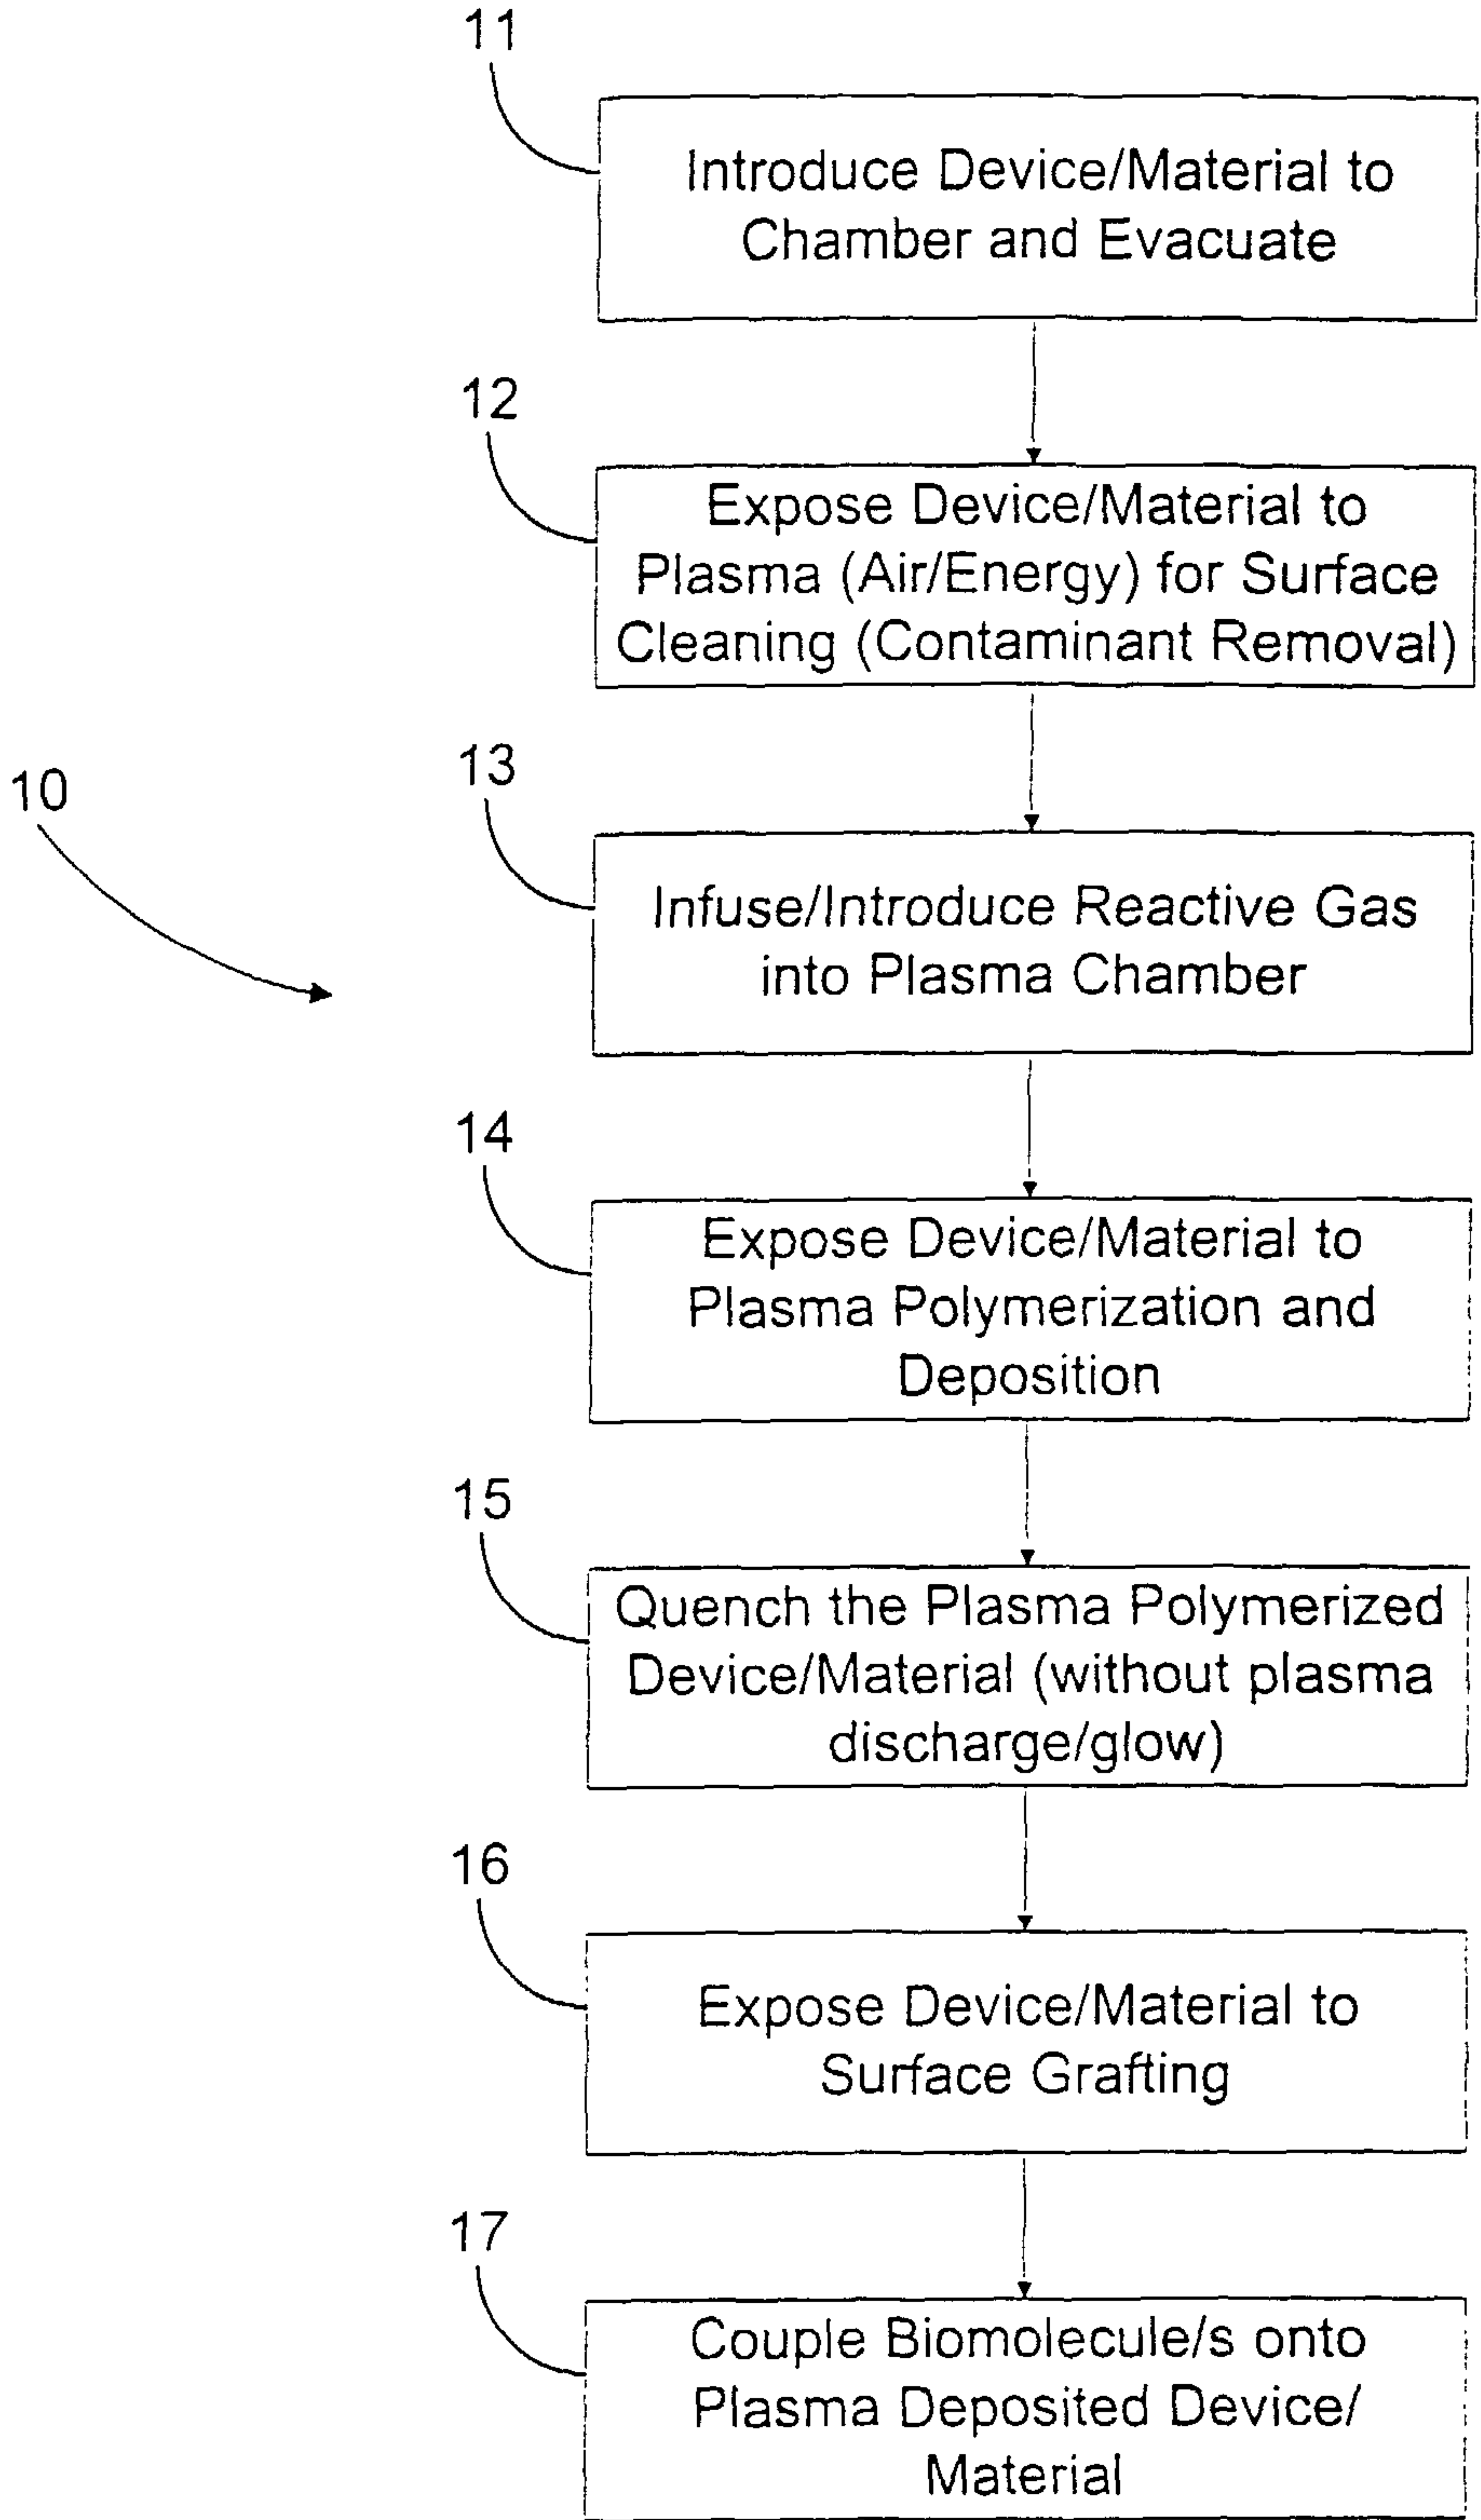 11
Introduce Device/Material to
Chamber and Evacuate
12
Expose Device/Material to
Plasma (Air/Energy) for Surface
Cleaning (Contaminant Removal)
10
13
Infuse/Introduce Reactive Gas
into Plasma Chamber
14
Expose Device/Material to
Plasma Polymerization and
Deposition
15
Quench the Plasma Polymerized
Device/Material (without plasma
discharge/glow)
16
Expose Device/Material to
Surface Grafting
17
Couple Biomolecule/s onto
Plasma Deposited Device/
Material